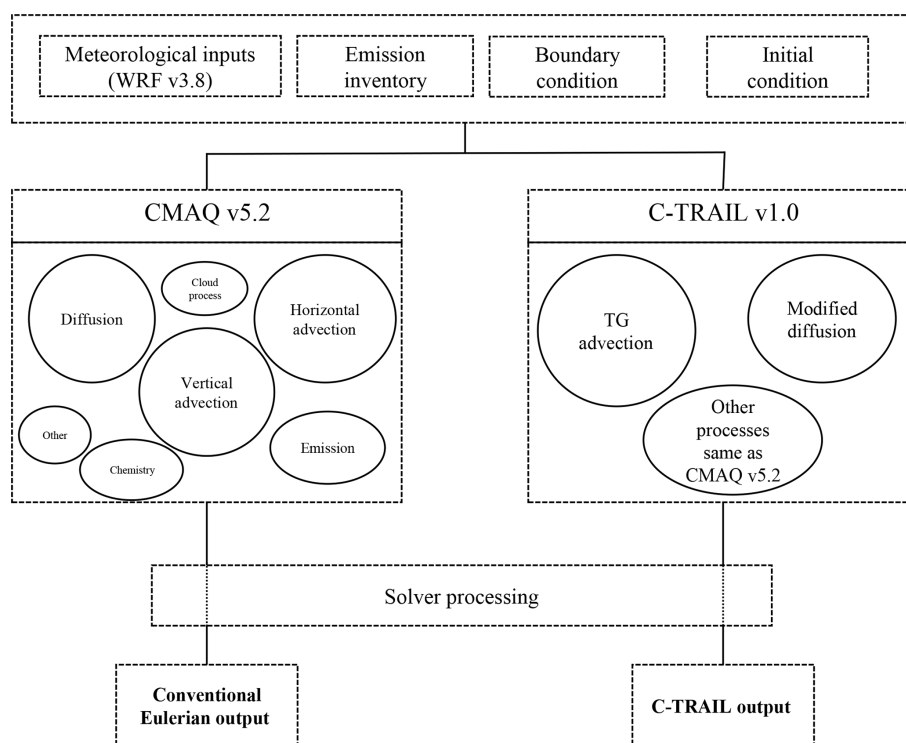 Meteorological inputs
(WRF v3.8)
Emission
inventory
Boundary
condition
Initial
condition
CMAQ v5.2
Diffusion
Cloud
process
Horizontal
advection
Vertical
advection
Other
Chemistry
Emission
C-TRAIL v1.0
TG
advection
Modified
diffusion
Other
processes
same as
CMAQ v5.2
Solver processing
Conventional
Eulerian output
C-TRAIL output